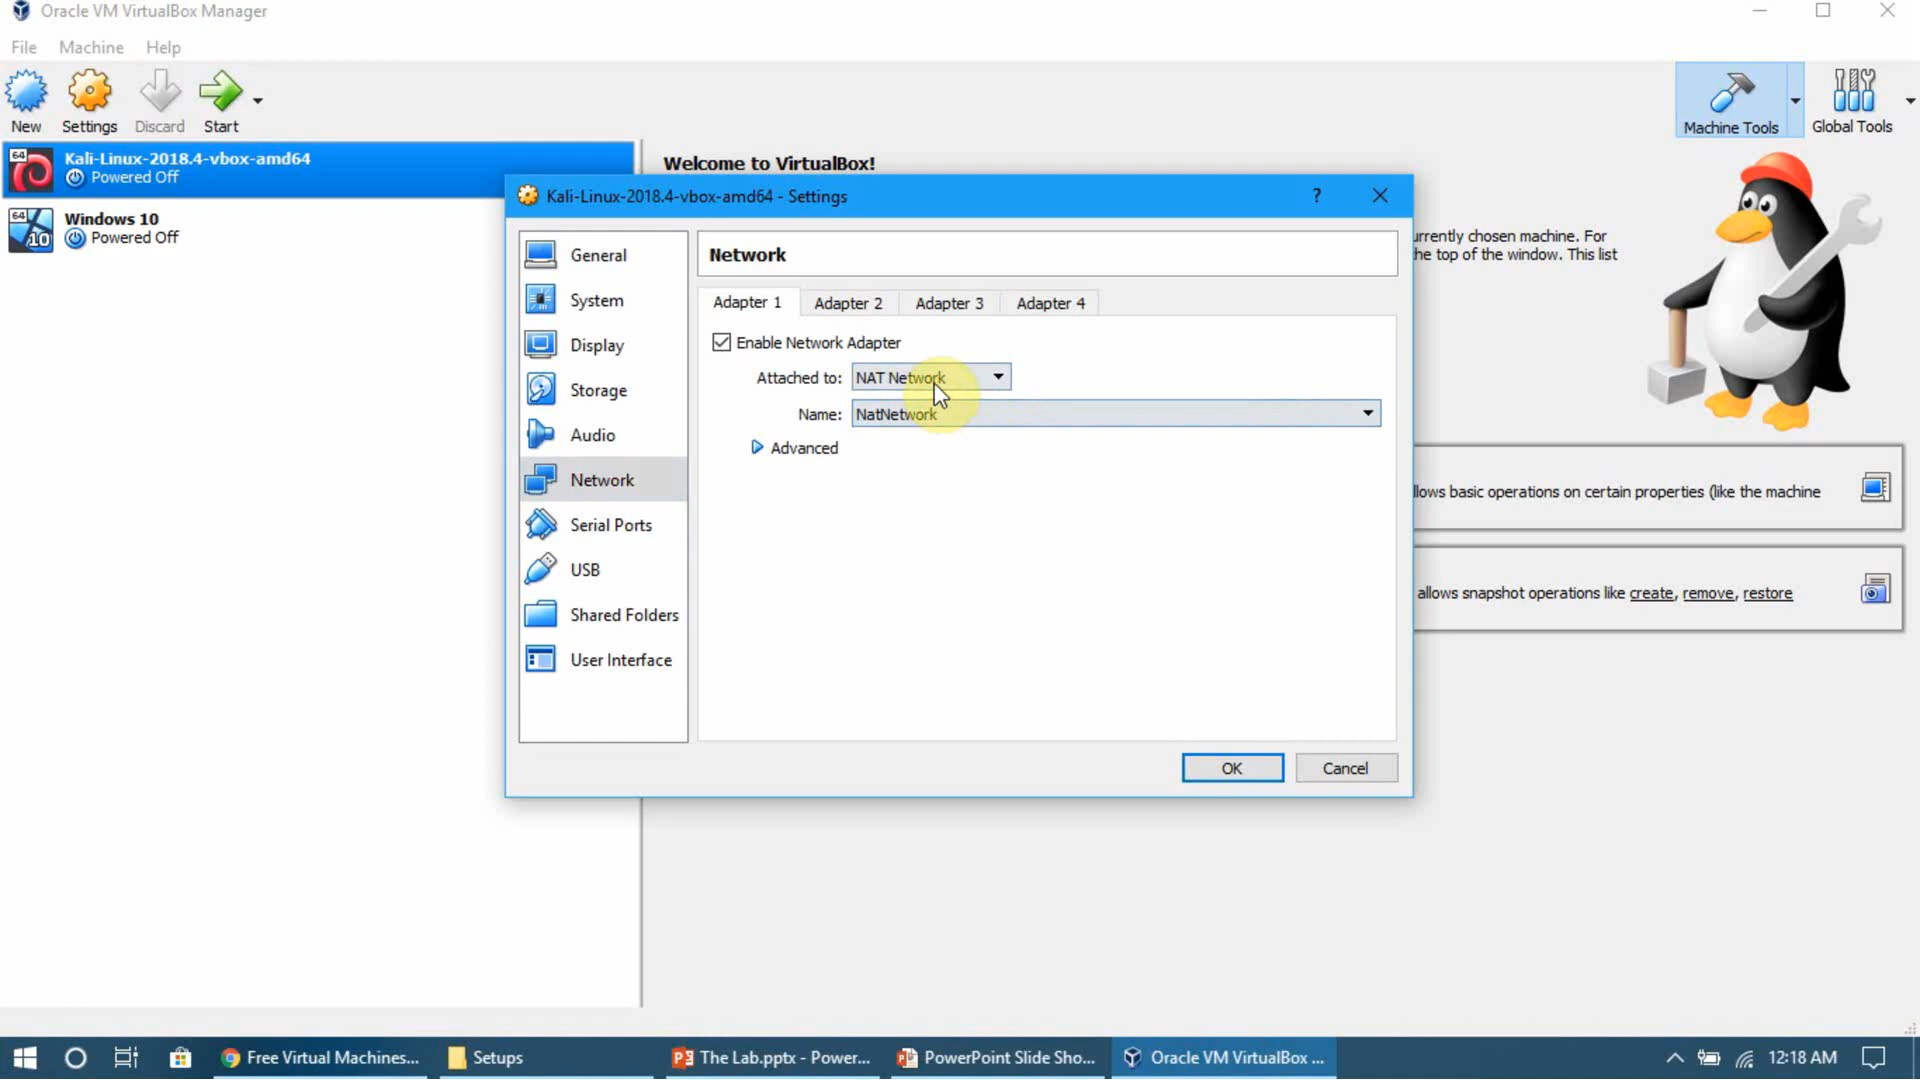 Oracle VM VirtualBox Manager
File Machine Help
New Settings Discard Start
Machine Tools Global Tools
64
Kali-Linux-2018.4-vbox-amd64
Powered Off
64
10
Windows 10
Powered Off
Welcome to VirtualBox!
urrently chosen machine. For
he top of the window. This list
lows basic operations on certain properties (like the machine
allows snapshot operations like create, remove, restore
Kali-Linux-2018.4-vbox-amd64 - Settings
?
General
System
Display
Storage
Audio
Network
Serial Ports
USB
Shared Folders
User Interface
Network
Adapter 1 Adapter 2 Adapter 3 Adapter 4
Enable Network Adapter
Attached to: NAT Network
Name: NatNetwork
Advanced
OK Cancel
Free Virtual Machines... Setups The Lab.pptx - Power... PowerPoint Slide Sho... Oracle VM VirtualBox ... 12:18 AM